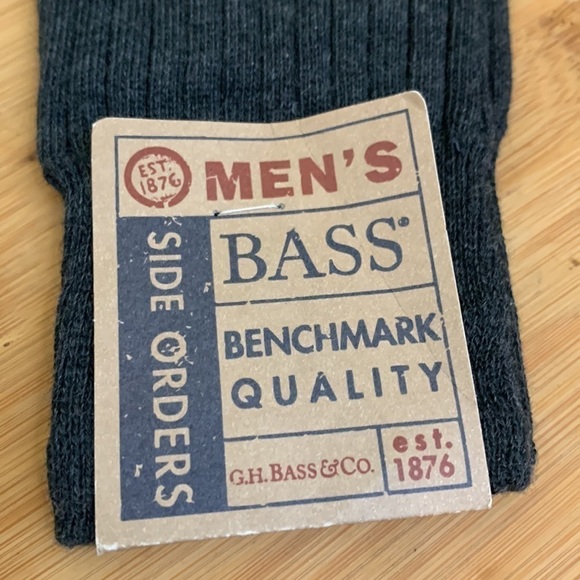 EST.
1876
MEN'S
SIDE ORDERS
BASS®
BENCHMARK
QUALITY
G.H. BASS & CO.
est.
1876